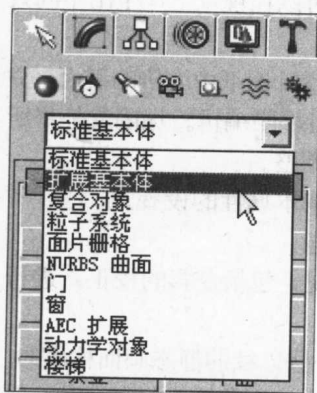 标准基本体
标准基本体
扩展基本体
复合对象
粒子系统
面片栅格
NURBS 曲面
门
窗
AEC 扩展
动力学对象
楼梯